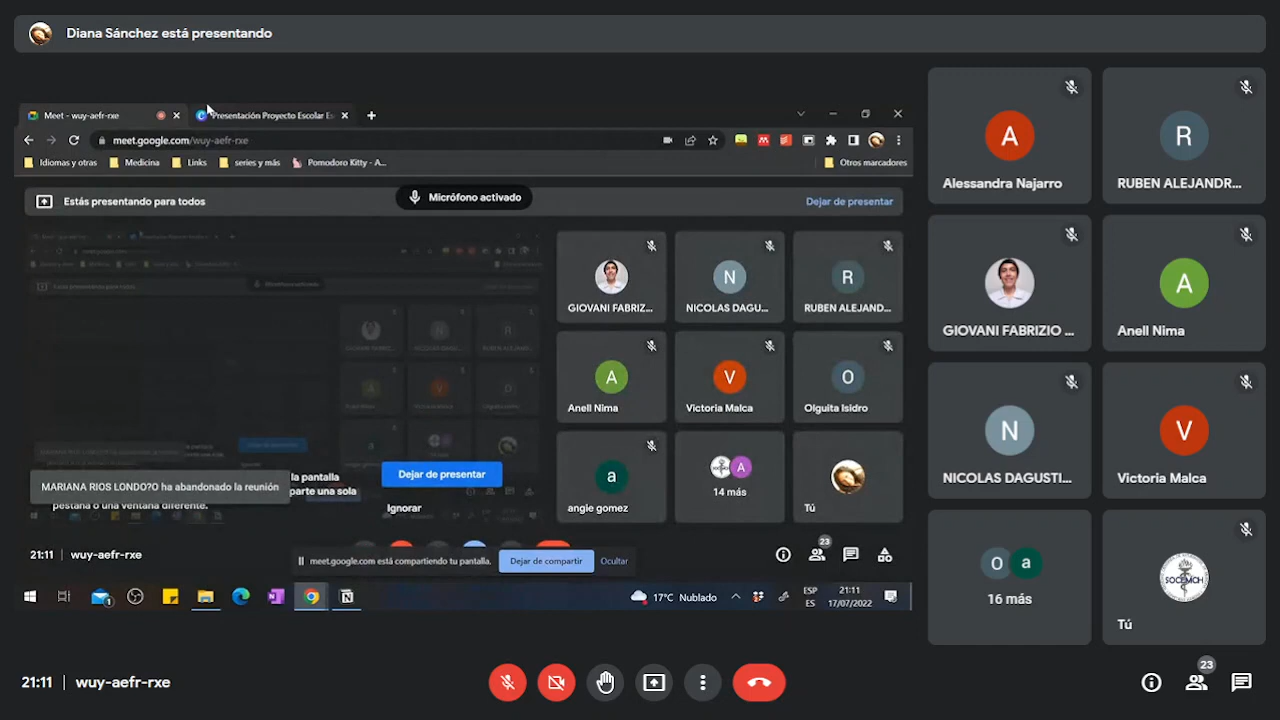 Diana Sánchez está presentando
Meet - wuy-aefr-rxe
Presentación Proyecto Escolar Es
meet.google.com/wuy-aefr-rxe
Idiomas y otras
Medicina
Links
series y más
Pomodoro Kitty - A...
Otros marcadores
Estás presentando para todos
Micrófono activado
Dejar de presentar
GIOVANI FABRIZ...
NICOLAS DAGU...
RUBEN ALEJAND...
Anell Nima
Victoria Malca
Olguita Isidro
angie gomez
14 más
Tú
la pantalla
parte una sola
MARIANA RIOS LONDO?O ha abandonado la reunión
pestaña o una ventana diferente.
Dejar de presentar
Ignorar
21:11
wuy-aefr-rxe
meet.google.com está compartiendo tu pantalla.
Dejar de compartir
Ocultar
23
17°C Nublado
ESP
ES
21:11
17/07/2022
A
Alessandra Najarro
R
RUBEN ALEJANDR...
GIOVANI FABRIZIO ...
A
Anell Nima
N
NICOLAS DAGUSTI...
V
Victoria Malca
O
a
16 más
SOCEMCH
Tú
21:11
wuy-aefr-rxe
23